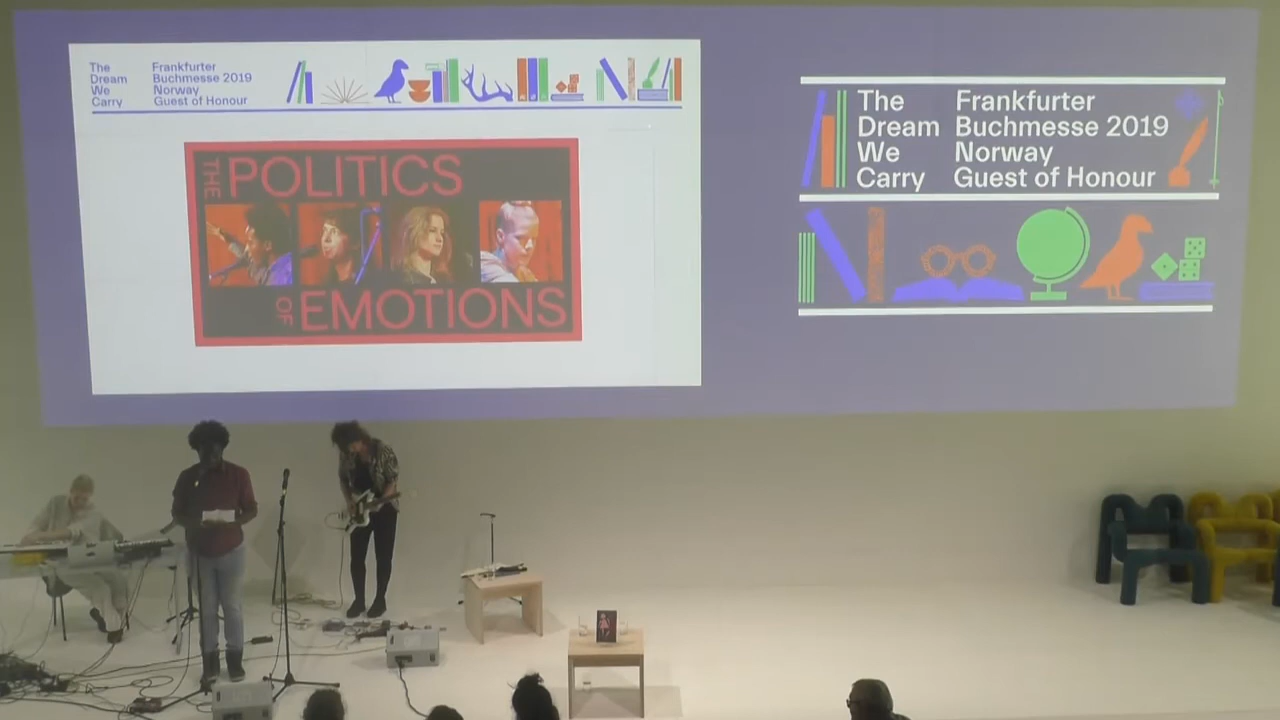 The
Dream
We
Carry
Frankfurter
Buchmesse 2019
Norway
Guest of Honour
THE POLITICS
OF EMOTIONS
The
Dream
We
Carry
Frankfurter
Buchmesse 2019
Norway
Guest of Honour